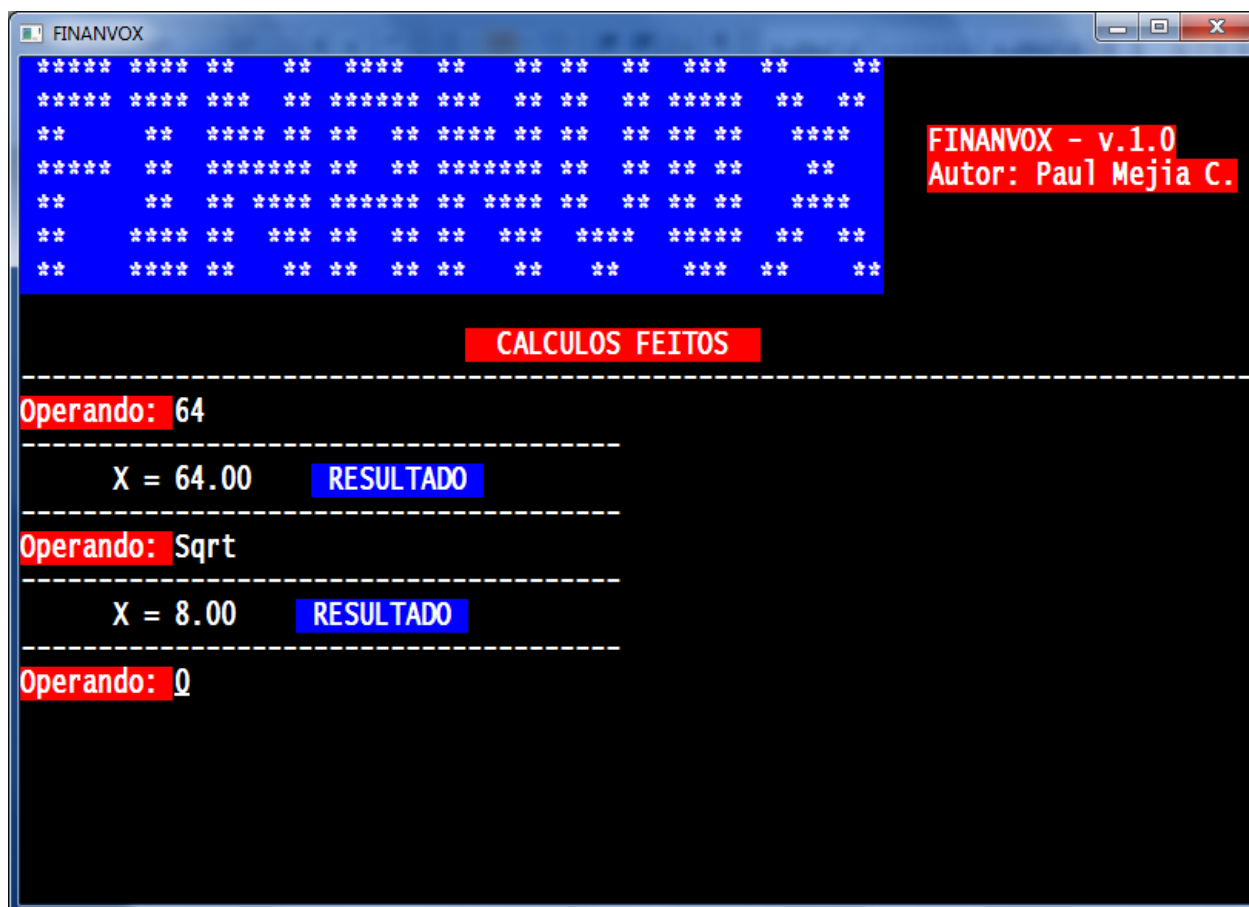 FINANVOX
***** **** **   **  ****  **   ** **  **  ***  **    **
***** **** ***  ** ****** ***  ** **  ** *****  **  **
**     **  **** ** **  ** **** ** **  ** ** **   ****
*****  **  ******* **  ** ******* **  ** ** **    **
**     **  ** **** ****** ** **** **  ** ** **   ****
**    **** **  *** **  ** **  ***  ****  *****  **  **
**    **** **   ** **  ** **   **   **    ***  **    **
FINANVOX - v.1.0
Autor: Paul Mejia C.
CALCULOS FEITOS
--------------------------------------------------------------------------------
Operando: 64
---------------------------------------
X = 64.00 RESULTADO
---------------------------------------
Operando: Sqrt
---------------------------------------
X = 8.00 RESULTADO
---------------------------------------
Operando: 0